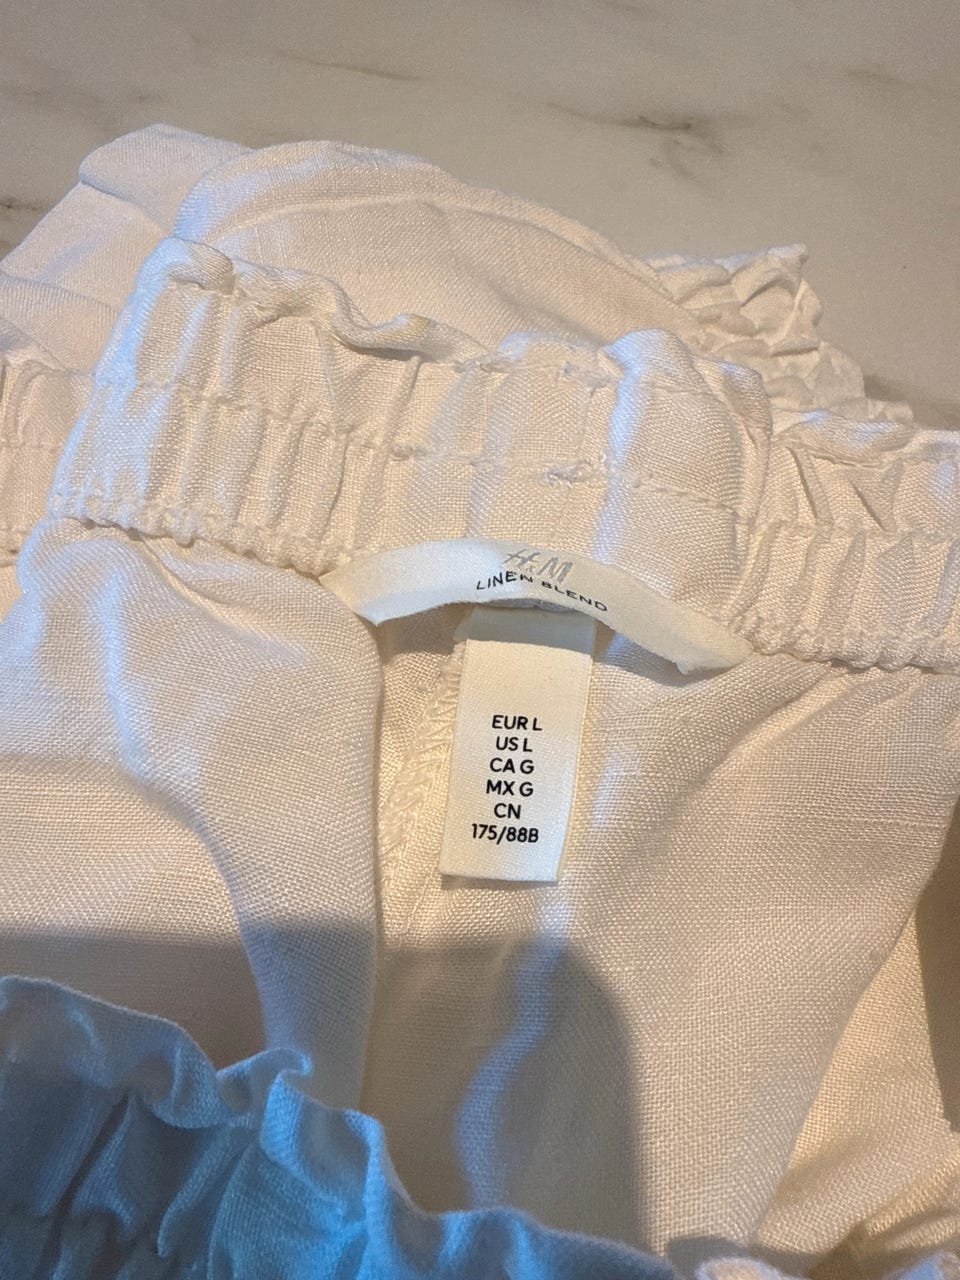 H&M
LINEN BLEND
EUR L
US L
CA G
MX G
CN
175/88B